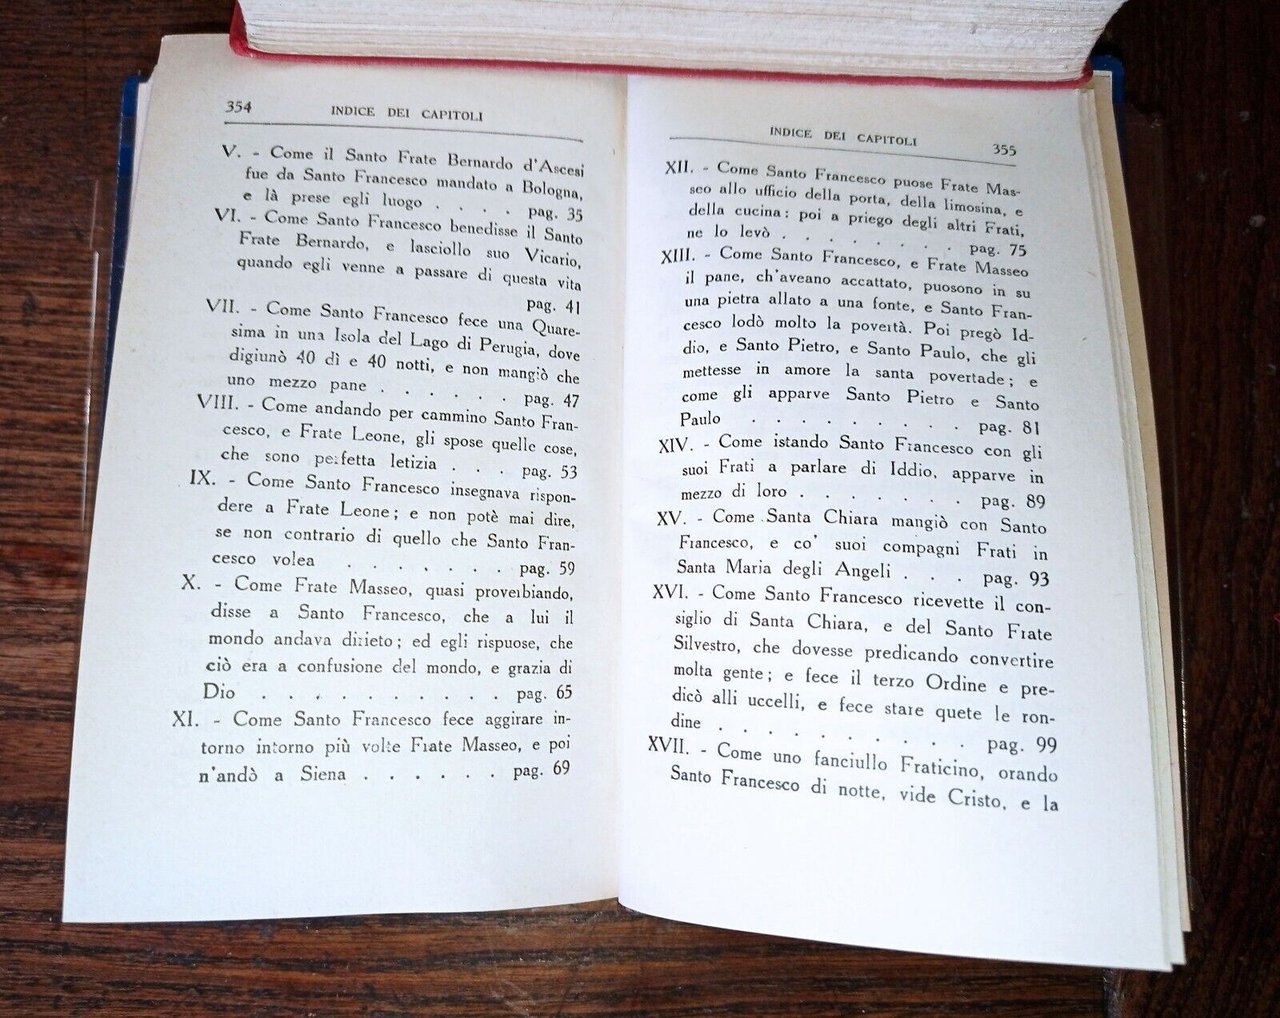 354 INDICE DEI CAPITOLI
V. - Come il Santo Frate Bernardo d'Ascesi
fue da Santo Francesco mandato a Bologna,
e là prese egli luogo . . . . pag. 35
VI. - Come Santo Francesco benedisse il Santo
Frate Bernardo, e lasciollo suo Vicario,
quando egli venne a passare di questa vita
pag. 41
VII. - Come Santo Francesco fece una Quare-
sima in una Isola del Lago di Perugia, dove
digiunò 40 dì e 40 notti, e non mangiò che
uno mezzo pane . . . . . . pag. 47
VIII. - Come andando per cammino Santo Fran-
cesco, e Frate Leone, gli spose quelle cose,
che sono perfetta letizia . . . pag. 53
IX. - Come Santo Francesco insegnava rispon-
dere a Frate Leone; e non potè mai dire,
se non contrario di quello che Santo Fran-
cesco volea . . . . . . . pag. 59
X. - Come Frate Masseo, quasi proverbiando,
disse a Santo Francesco, che a lui il
mondo andava dirieto; ed egli rispuose, che
ciò era a confusione del mondo, e grazia di
Dio . . . . . . . . . . pag. 65
XI. - Come Santo Francesco fece aggirare in-
torno intorno più volte Frate Masseo, e poi
n'andò a Siena . . . . . . pag. 69
INDICE DEI CAPITOLI 355
XII. - Come Santo Francesco puose Frate Mas-
seo allo ufficio della porta, della limosina, e
della cucina: poi a priego degli altri Frati,
ne lo levò . . . . . . . . pag. 75
XIII. - Come Santo Francesco, e Frate Masseo
il pane, ch'aveano accattato, puosono in su
una pietra allato a una fonte, e Santo Fran-
cesco lodò molto la povertà. Poi pregò Id-
dio, e Santo Pietro, e Santo Paulo, che gli
mettesse in amore la santa povertade; e
come gli apparve Santo Pietro e Santo
Paulo . . . . . . . . . pag. 81
XIV. - Come istando Santo Francesco con gli
suoi Frati a parlare di Iddio, apparve in
mezzo di loro . . . . . . . pag. 89
XV. - Come Santa Chiara mangiò con Santo
Francesco, e co' suoi compagni Frati in
Santa Maria degli Angeli . . . pag. 93
XVI. - Come Santo Francesco ricevette il con-
siglio di Santa Chiara, e del Santo Frate
Silvestro, che dovesse predicando convertire
molta gente; e fece il terzo Ordine e pre-
dicò alli uccelli, e fece stare quete le ron-
dine . . . . . . . . . . pag. 99
XVII. - Come uno fanciullo Fraticino, orando
Santo Francesco di notte, vide Cristo, e la